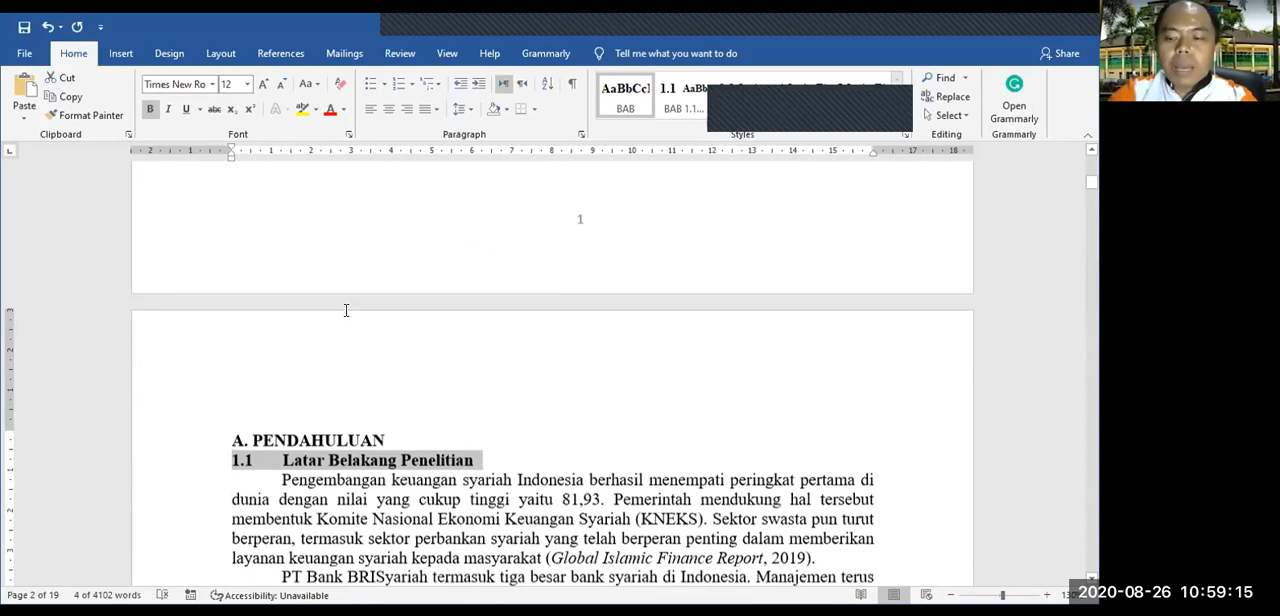 File Home Insert Design Layout References Mailings Review View Help Grammarly Tell me what you want to do Share
Paste
Cut
Copy
Format Painter
Clipboard
Times New Ro 12
Font
Paragraph
AaBbCcI
BAB
1.1 AaBb
BAB 1.1...
Styles
Find
Replace
Select
Editing
Open
Grammarly
Grammarly
1
A. PENDAHULUAN
1.1 Latar Belakang Penelitian
Pengembangan keuangan syariah Indonesia berhasil menempati peringkat pertama di
dunia dengan nilai yang cukup tinggi yaitu 81,93. Pemerintah mendukung hal tersebut
membentuk Komite Nasional Ekonomi Keuangan Syariah (KNEKS). Sektor swasta pun turut
berperan, termasuk sektor perbankan syariah yang telah berperan penting dalam memberikan
layanan keuangan syariah kepada masyarakat (Global Islamic Finance Report, 2019).
PT Bank BRISyariah termasuk tiga besar bank syariah di Indonesia. Manajemen terus
Page 2 of 19 4 of 4102 words Accessibility: Unavailable
2020-08-26 10:59:15